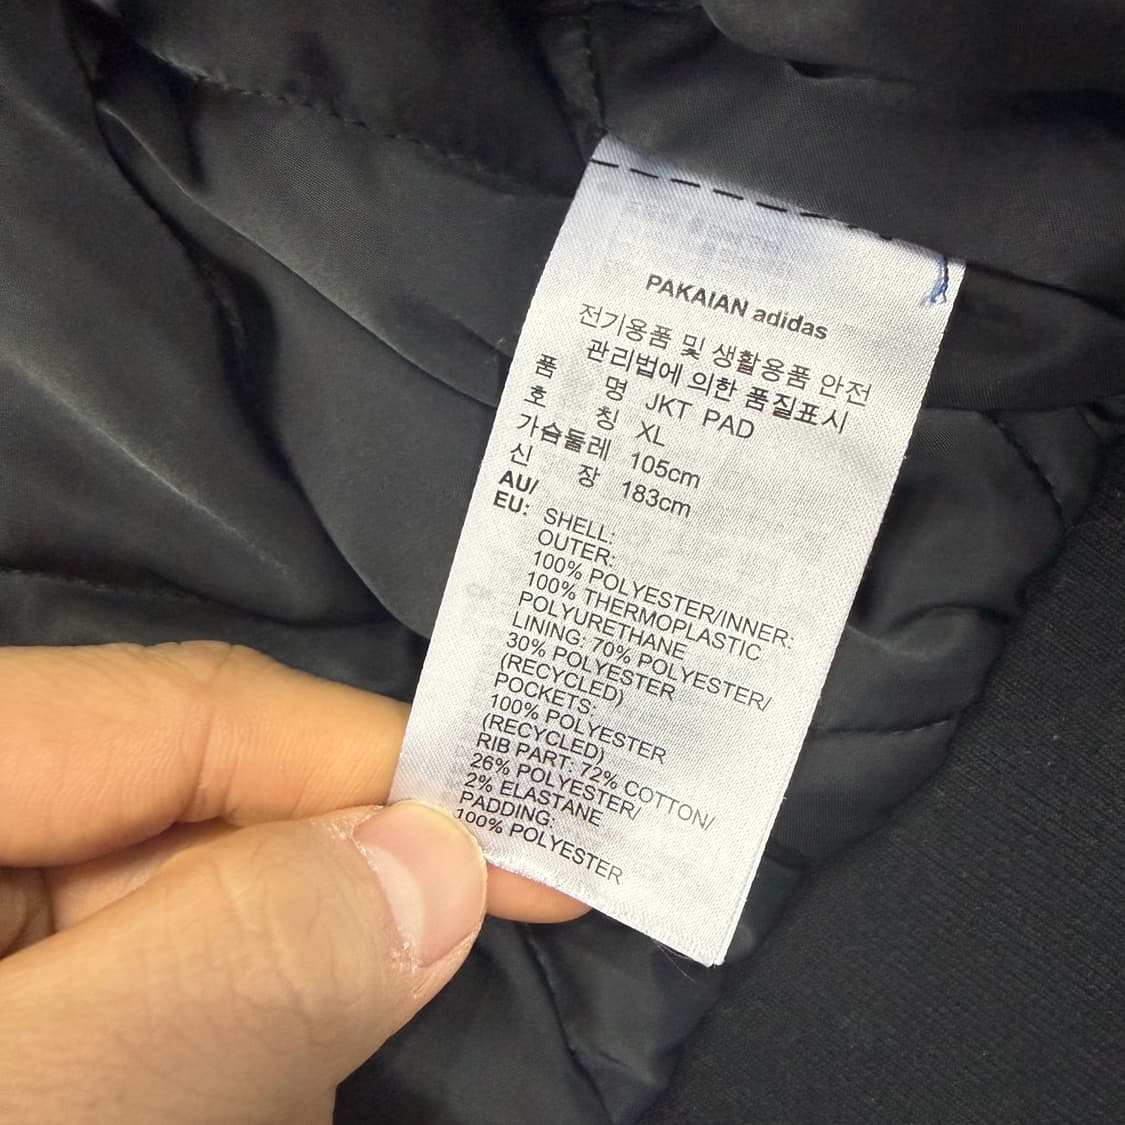 PAKAIAN adidas
전기용품 및 생활용품 안전
관리법에 의한 품질표시
품 명 JKT PAD
호 칭 XL
가슴둘레 105cm
신 장 183cm
AU/
EU: SHELL:
OUTER:
100% POLYESTER/INNER:
100% THERMOPLASTIC
POLYURETHANE
LINING: 70% POLYESTER/
30% POLYESTER
(RECYCLED)
POCKETS:
100% POLYESTER
(RECYCLED)
RIB PART: 72% COTTON/
26% POLYESTER/
2% ELASTANE
PADDING:
100% POLYESTER